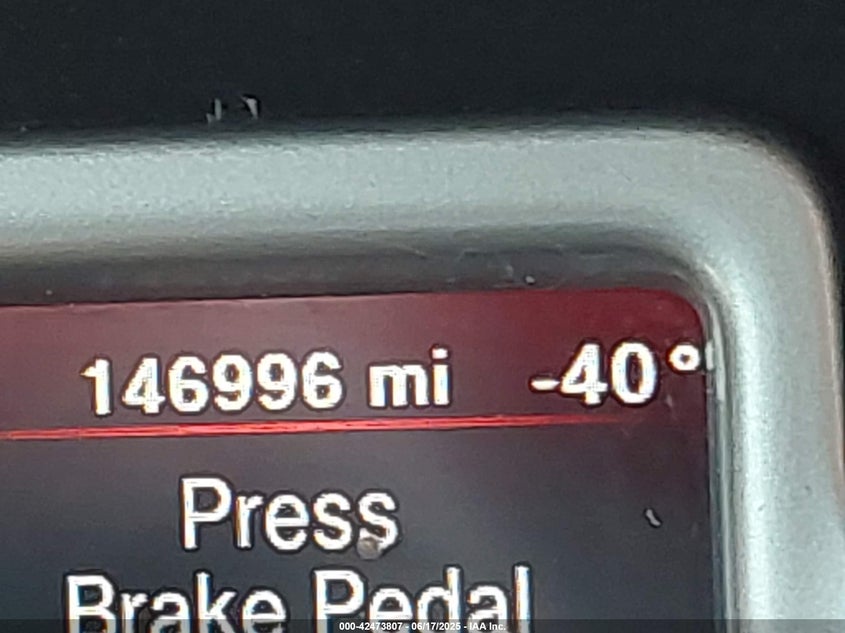 146996 mi -40°
Press
Brake Pedal
000-42473807 - 06/17/2025 - IAA Inc.